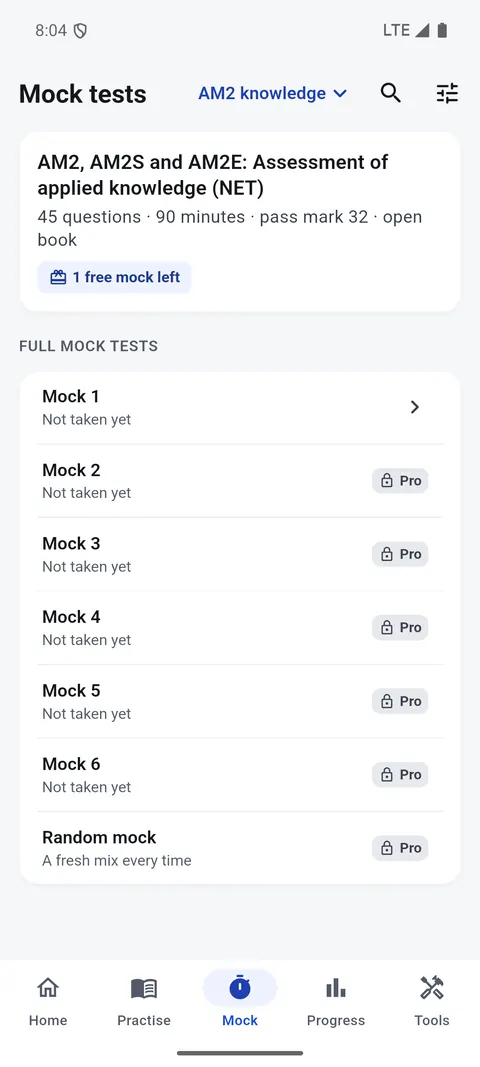 8:04
LTE
Mock tests
AM2 knowledge
AM2, AM2S and AM2E: Assessment of
applied knowledge (NET)
45 questions · 90 minutes · pass mark 32 · open
book
1 free mock left
FULL MOCK TESTS
Mock 1
Not taken yet
Mock 2
Not taken yet
Pro
Mock 3
Not taken yet
Pro
Mock 4
Not taken yet
Pro
Mock 5
Not taken yet
Pro
Mock 6
Not taken yet
Pro
Random mock
A fresh mix every time
Pro
Home
Practise
Mock
Progress
Tools